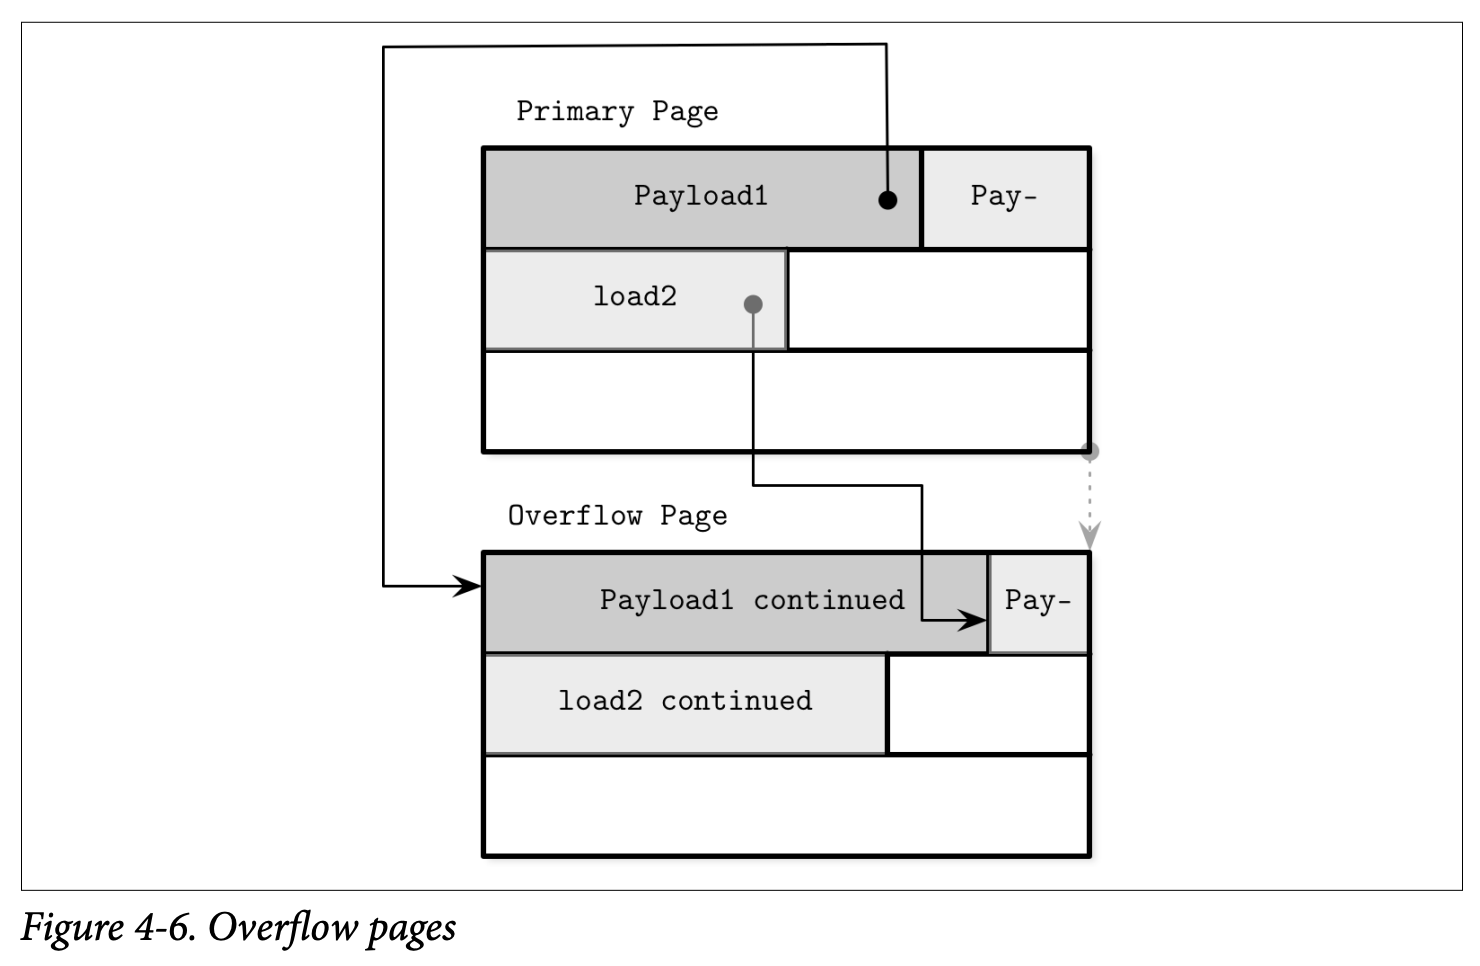 Primary Page
Payload1 Pay-
load2
Overflow Page
Payload1 continued Pay-
load2 continued
Figure 4-6. Overflow pages